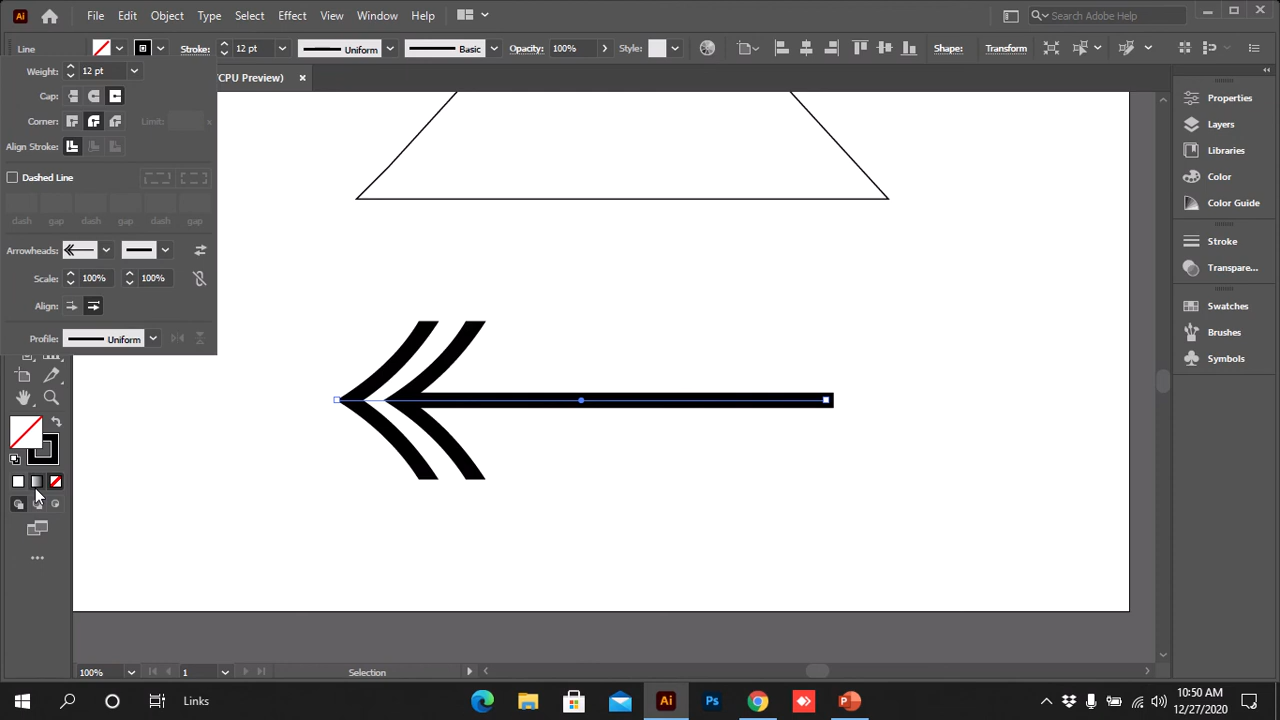 Ai File Edit Object Type Select Effect View Window Help Search Adobe Help
Line Stroke: 12 pt Uniform Basic Opacity: 100% Style: Shape: Transform
Weight: 12 pt
CPU Preview)
Cap:
Corner: Limit:
Align Stroke:
Dashed Line
dash gap dash gap dash gap
Arrowheads:
Scale: 100% 100%
Align:
Profile: Uniform
Properties
Layers
Libraries
Color
Color Guide
Stroke
Transpare...
Swatches
Brushes
Symbols
100% 1 Selection
Links Ai Ps
10:50 AM
12/27/2020